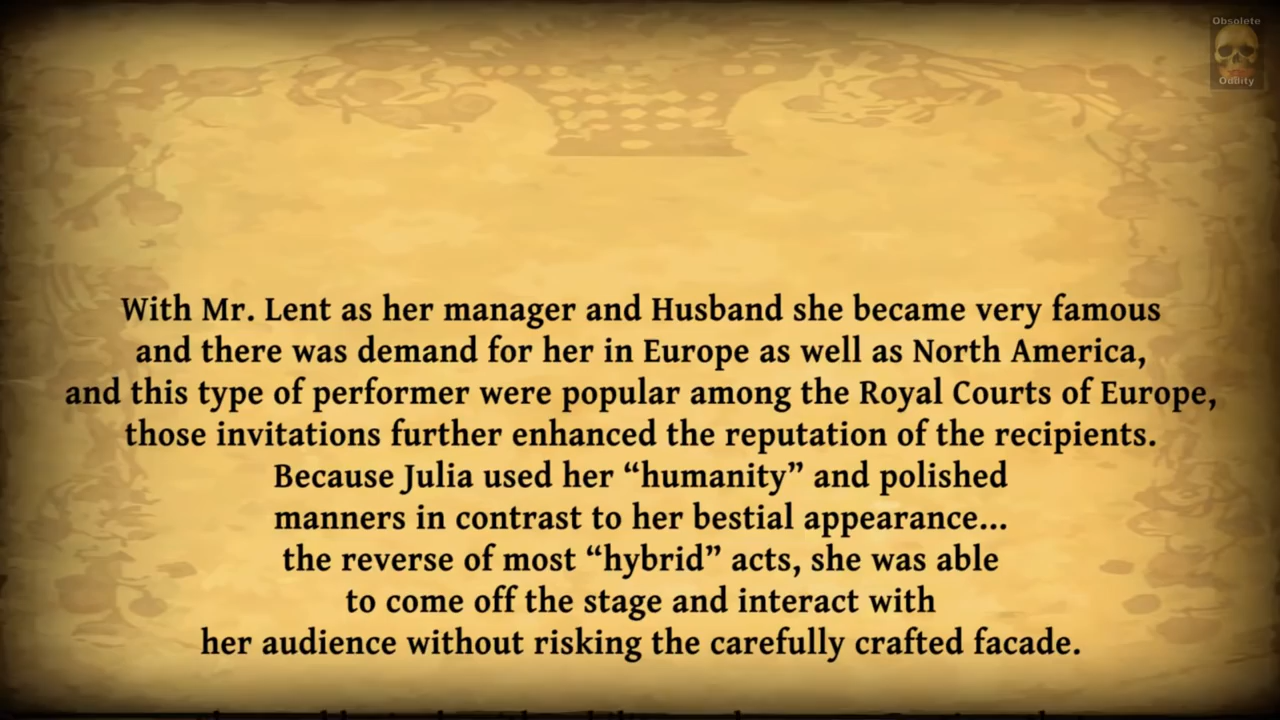 Obsolete
Oddity
With Mr. Lent as her manager and Husband she became very famous
and there was demand for her in Europe as well as North America,
and this type of performer were popular among the Royal Courts of Europe,
those invitations further enhanced the reputation of the recipients.
Because Julia used her “humanity” and polished
manners in contrast to her bestial appearance...
the reverse of most “hybrid” acts, she was able
to come off the stage and interact with
her audience without risking the carefully crafted facade.